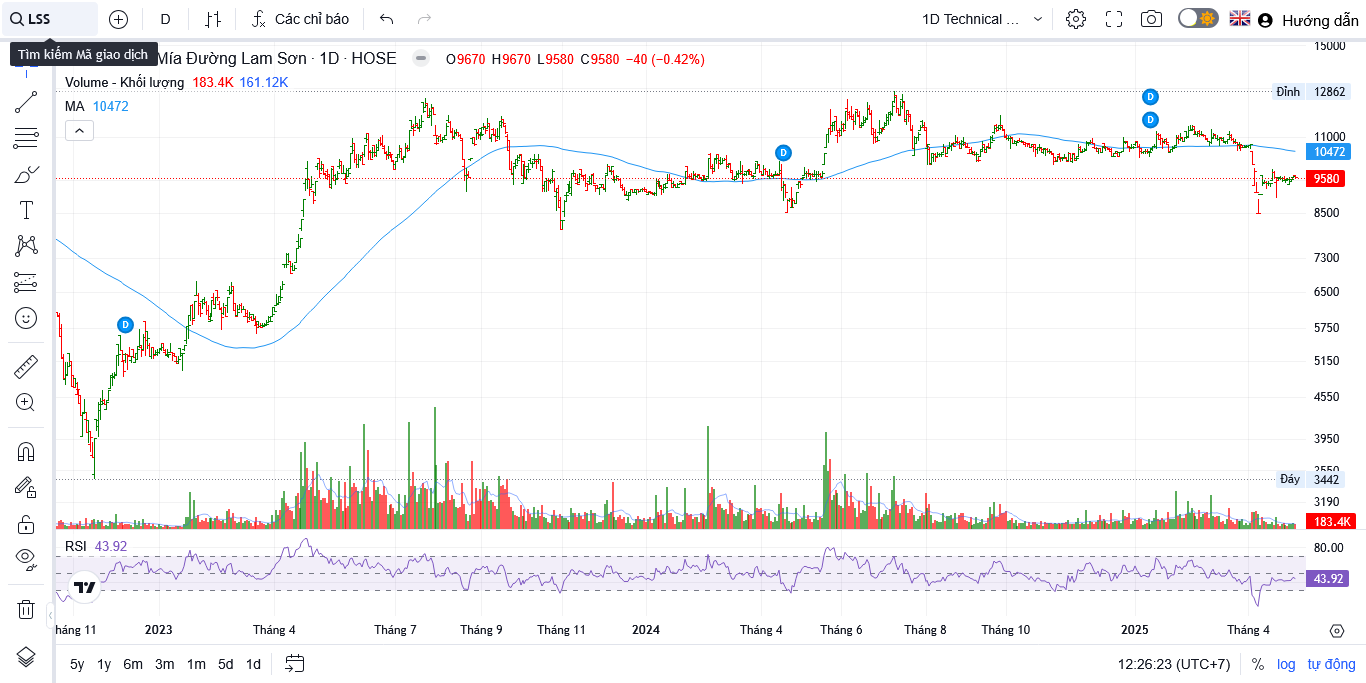 LSS
D
Các chỉ báo
1D Technical ...
Hướng dẫn
Tìm kiếm Mã giao dịch
Mía Đường Lam Sơn · 1D · HOSE
O9670 H9670 L9580 C9580 −40 (−0.42%)
Volume - Khối lượng 183.4K 161.12K
MA 10472
15000
Đỉnh 12862
11000
10472
9580
8500
7300
6500
5750
5150
4550
3950
3550
Đáy 3442
3190
183.4K
D
D
D
D
RSI 43.92
80.00
43.92
háng 11 2023 Tháng 4 Tháng 7 Tháng 9 Tháng 11 2024 Tháng 4 Tháng 6 Tháng 8 Tháng 10 2025 Tháng 4
5y 1y 6m 3m 1m 5d 1d
12:26:23 (UTC+7) % log tự động